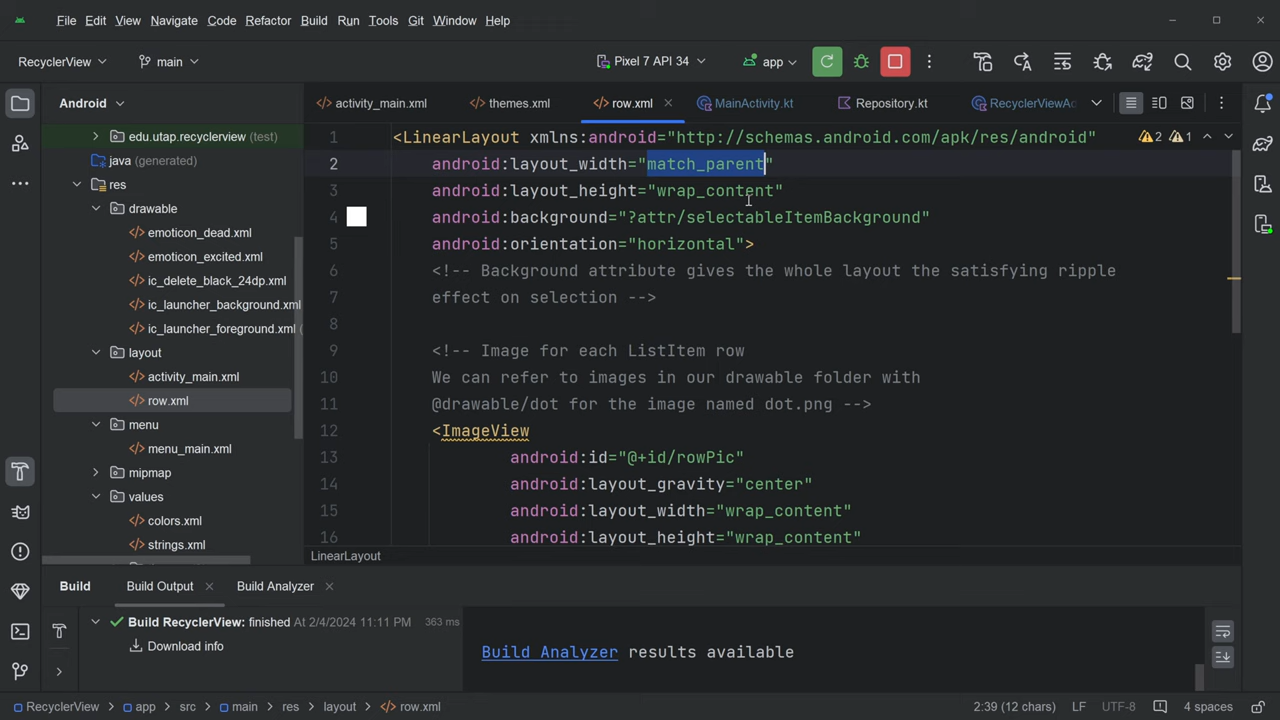 File Edit View Navigate Code Refactor Build Run Tools Git Window Help
RecyclerView main Pixel 7 API 34 app
Android activity_main.xml themes.xml row.xml MainActivity.kt Repository.kt RecyclerViewAc
edu.utap.recyclerview (test)
java (generated)
res
drawable
emoticon_dead.xml
emoticon_excited.xml
ic_delete_black_24dp.xml
ic_launcher_background.xml
ic_launcher_foreground.xml (
layout
activity_main.xml
row.xml
menu
menu_main.xml
mipmap
values
colors.xml
strings.xml
1 <LinearLayout xmlns:android="http://schemas.android.com/apk/res/android" 2 1
2 android:layout_width="match_parent"
3 android:layout_height="wrap_content"
4 android:background="?attr/selectableItemBackground"
5 android:orientation="horizontal">
6 <!-- Background attribute gives the whole layout the satisfying ripple
7 effect on selection -->
8
9 <!-- Image for each ListItem row
10 We can refer to images in our drawable folder with
11 @drawable/dot for the image named dot.png -->
12 <ImageView
13 android:id="@+id/rowPic"
14 android:layout_gravity="center"
15 android:layout_width="wrap_content"
16 android:layout_height="wrap_content"
LinearLayout
Build Build Output Build Analyzer
Build RecyclerView: finished At 2/4/2024 11:11 PM 363 ms
Download info
Build Analyzer results available
RecyclerView app src main res layout row.xml 2:39 (12 chars) LF UTF-8 4 spaces